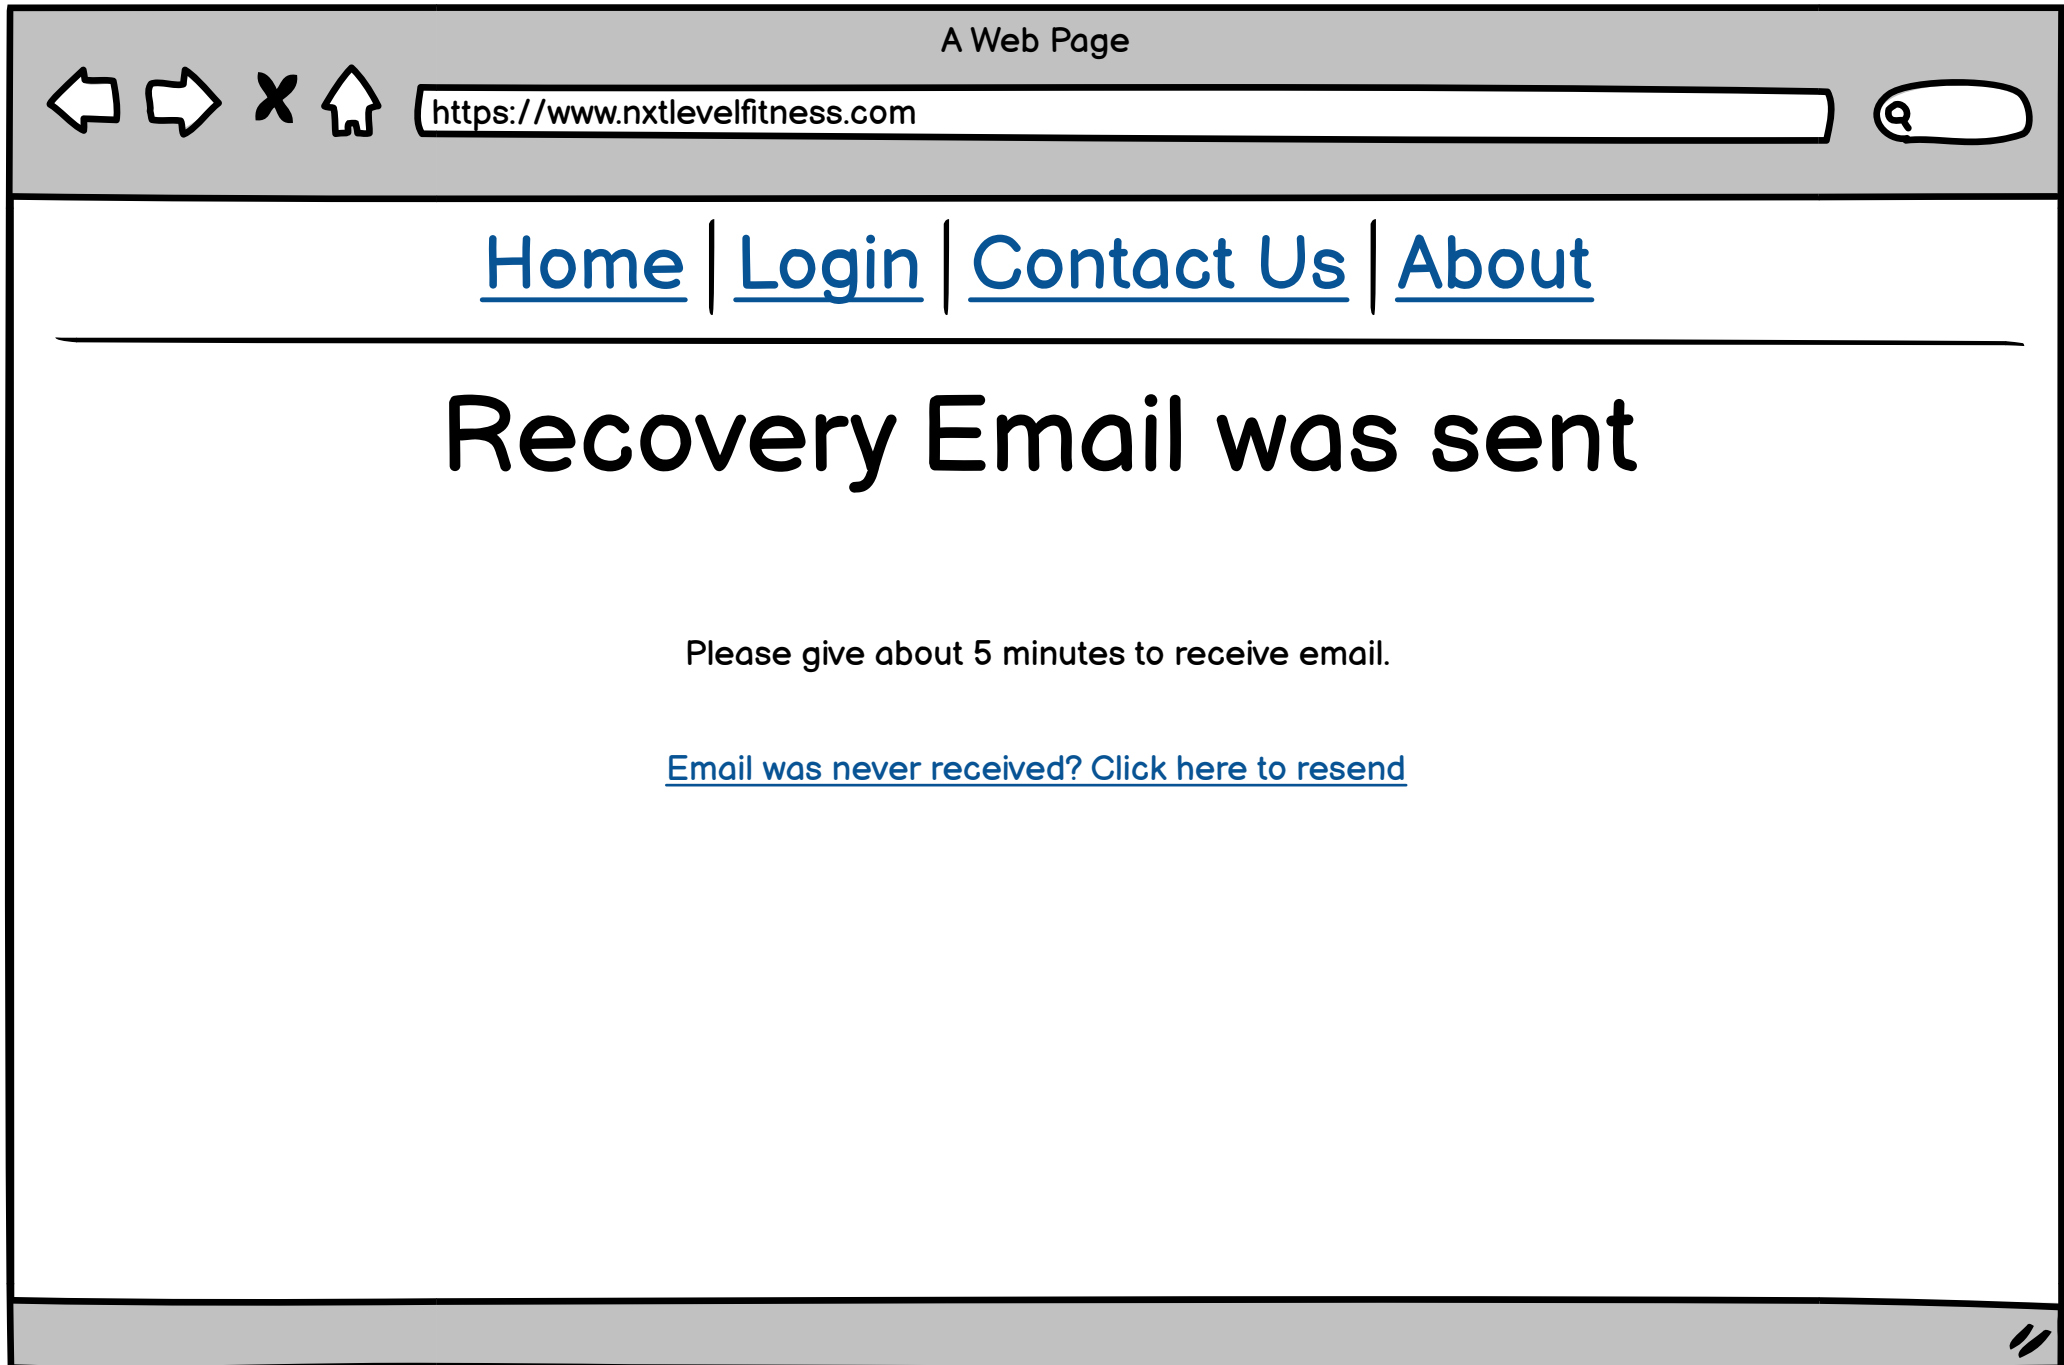 A Web Page
https://www.nxtlevelfitness.com
Home Login Contact Us About
Recovery Email was sent
Please give about 5 minutes to receive email.
Email was never received? Click here to resend